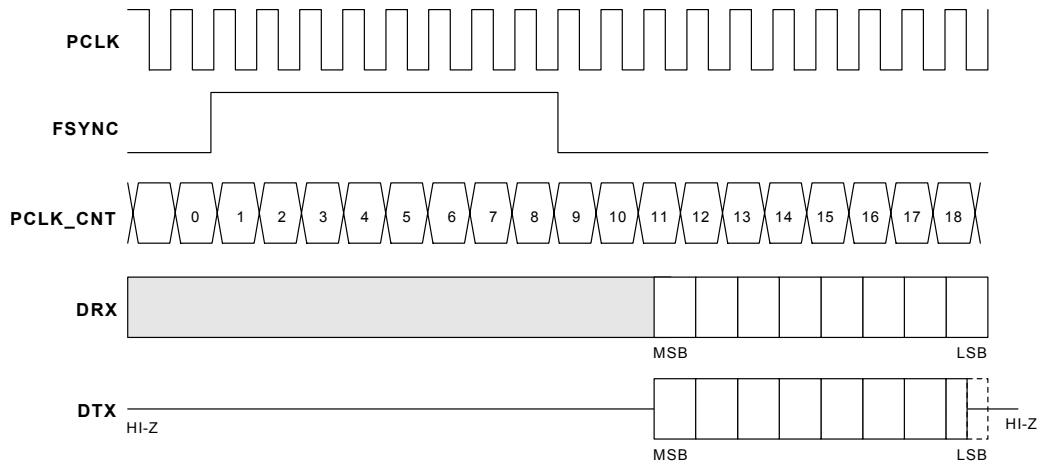 PCLK
FSYNC
PCLK_CNT
0 1 2 3 4 5 6 7 8 9 10 11 12 13 14 15 16 17 18
DRX
MSB LSB
DTX
HI-Z HI-Z
MSB LSB